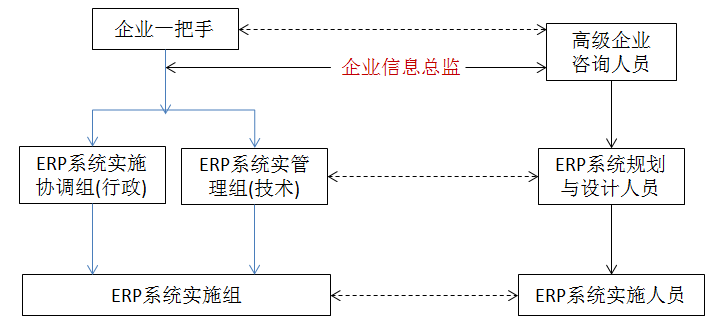 企业一把手
高级企业
咨询人员
企业信息总监
ERP系统实施
协调组(行政)
ERP系统实管
理组(技术)
ERP系统规划
与设计人员
ERP系统实施组
ERP系统实施人员